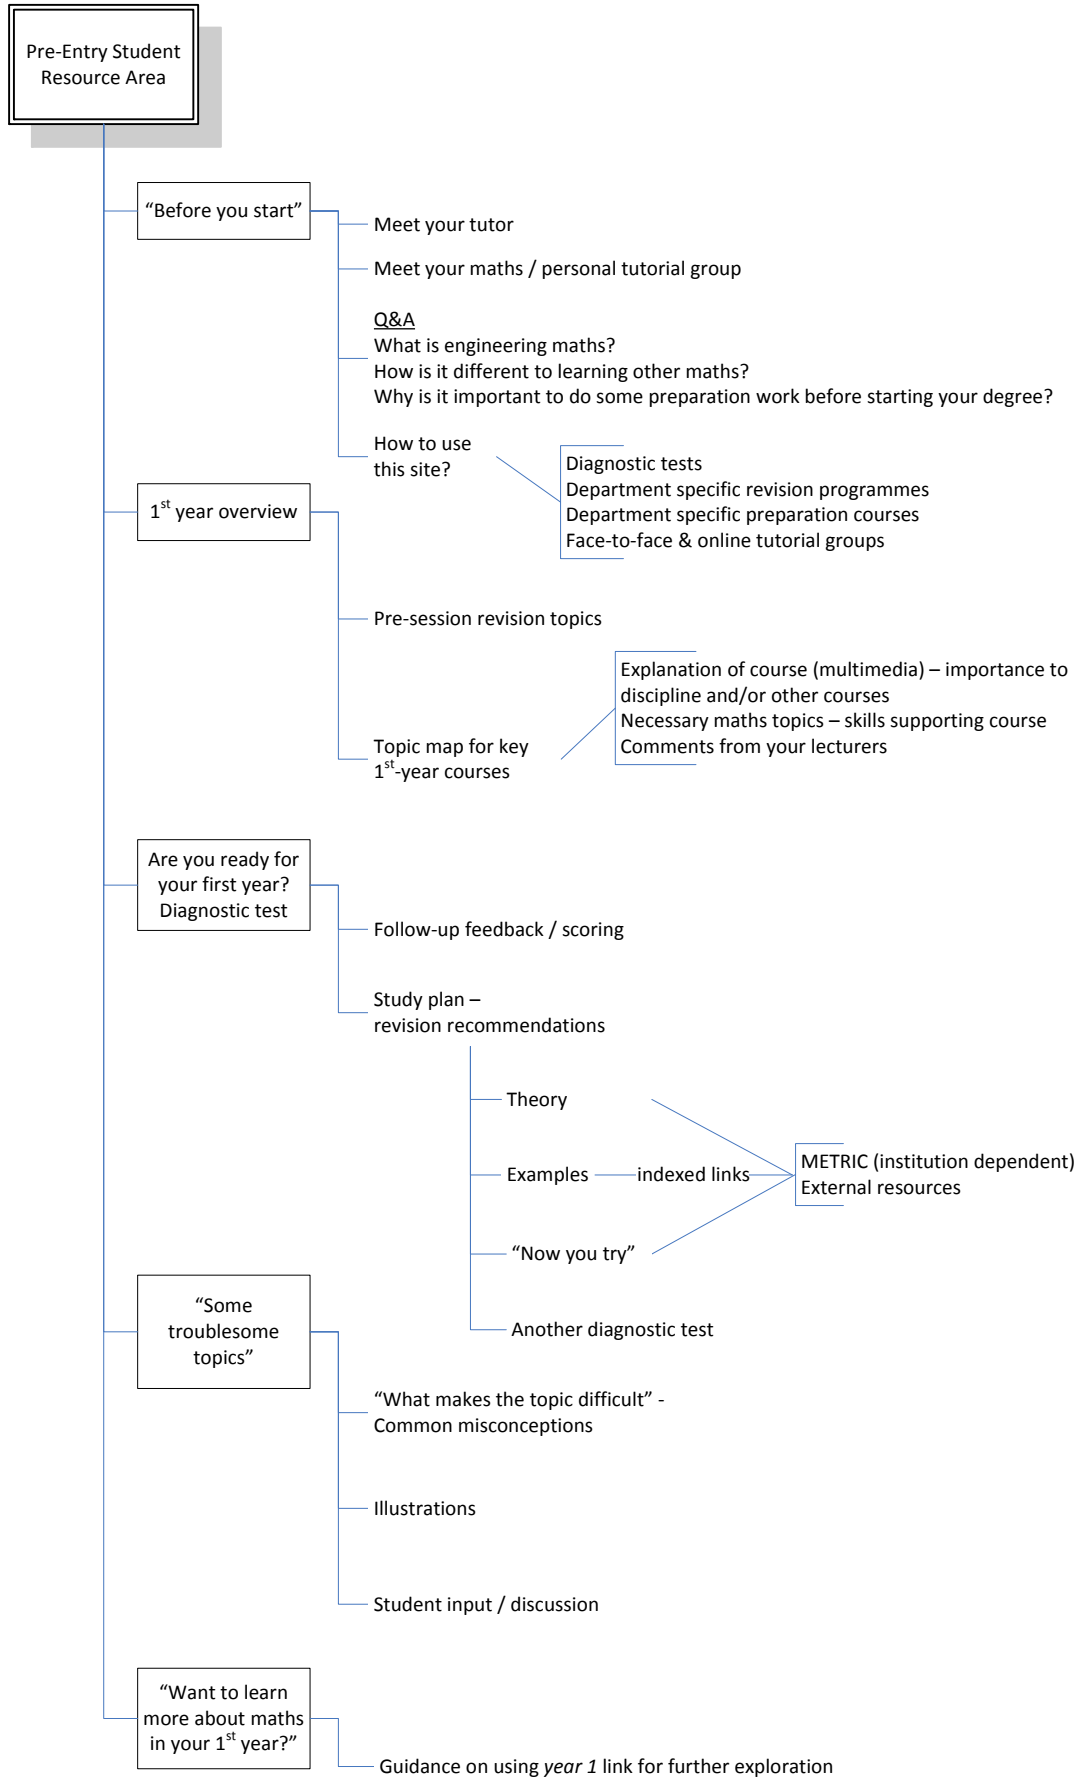 Pre-Entry Student
Resource Area
“Before you start”
Meet your tutor
Meet your maths / personal tutorial group
Q&A
What is engineering maths?
How is it different to learning other maths?
Why is it important to do some preparation work before starting your degree?
How to use
this site?
Diagnostic tests
Department specific revision programmes
Department specific preparation courses
Face-to-face & online tutorial groups
1st year overview
Pre-session revision topics
Topic map for key
1st-year courses
Explanation of course (multimedia) – importance to
discipline and/or other courses
Necessary maths topics – skills supporting course
Comments from your lecturers
Are you ready for
your first year?
Diagnostic test
Follow-up feedback / scoring
Study plan –
revision recommendations
Theory
Examples
indexed links
“Now you try”
Another diagnostic test
METRIC (institution dependent)
External resources
“Some
troublesome
topics”
“What makes the topic difficult” -
Common misconceptions
Illustrations
Student input / discussion
“Want to learn
more about maths
in your 1st year?”
Guidance on using year 1 link for further exploration